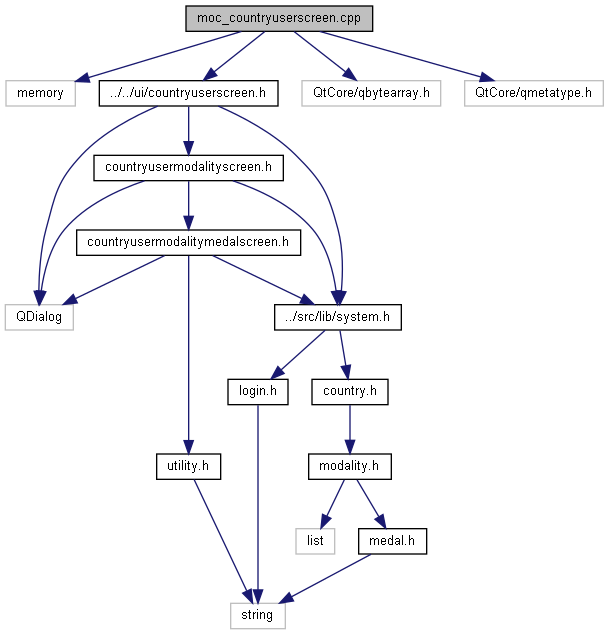 moc_countryuserscreen.cpp
memory
../../ui/countryuserscreen.h
QtCore/qbytearray.h
QtCore/qmetatype.h
countryusermodalityscreen.h
countryusermodalitymedalscreen.h
QDialog
../src/lib/system.h
login.h
country.h
utility.h
modality.h
list
medal.h
string